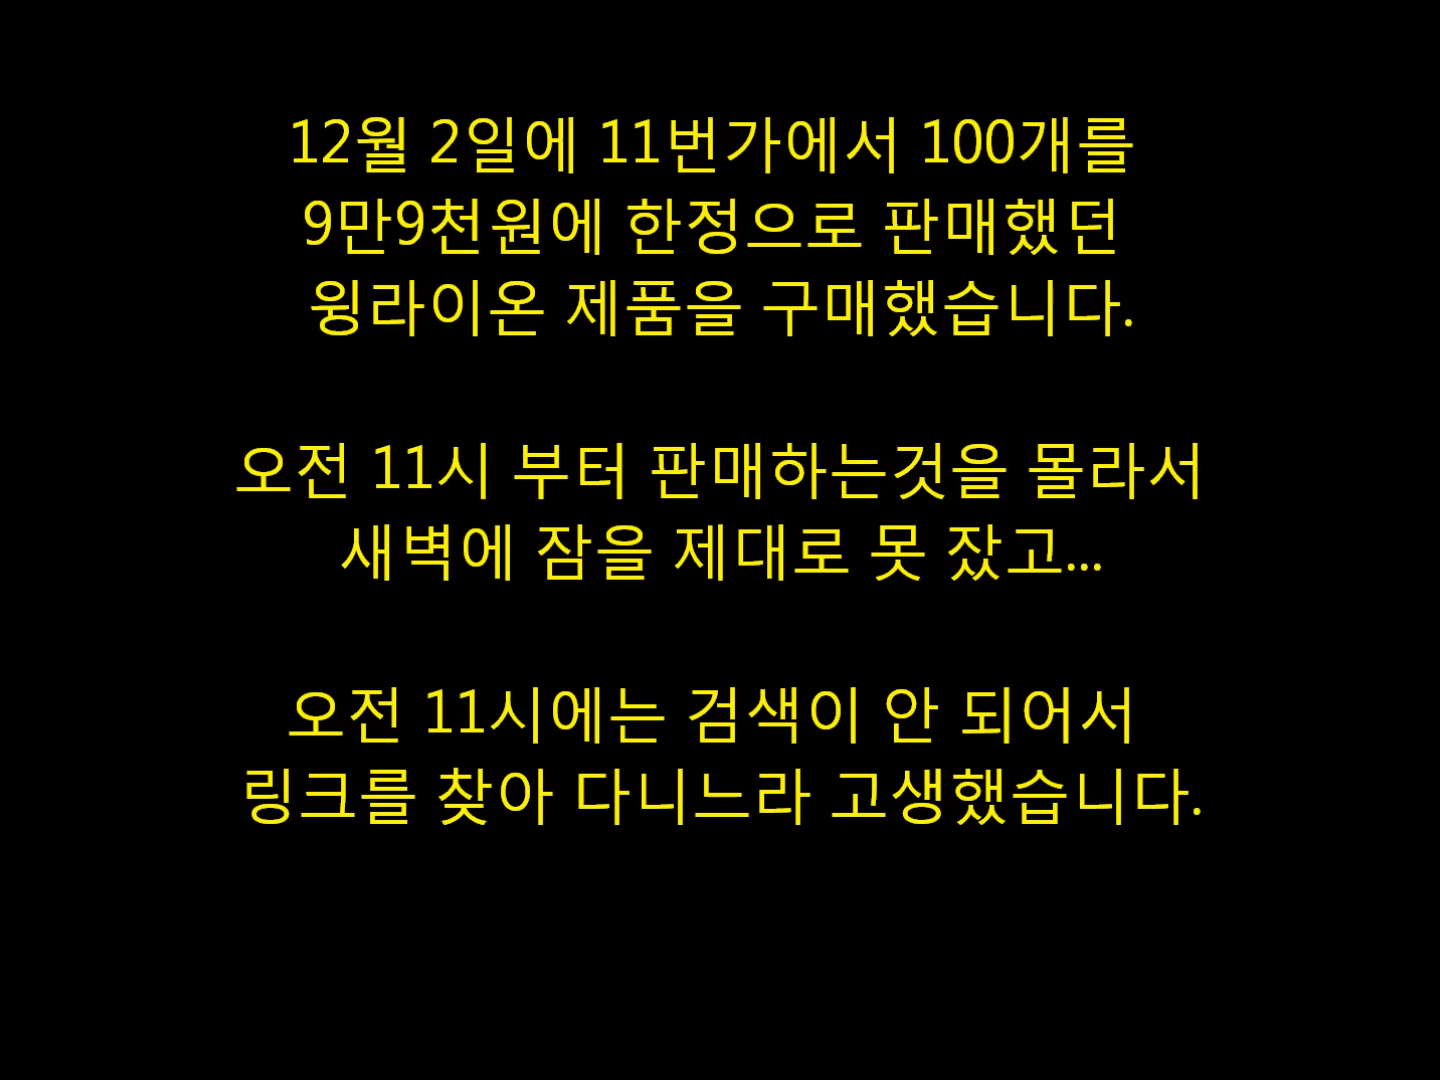 12월 2일에 11번가에서 100개를
9만9천원에 한정으로 판매했던
윙라이온 제품을 구매했습니다.
오전 11시 부터 판매하는것을 몰라서
새벽에 잠을 제대로 못 잤고...
오전 11시에는 검색이 안 되어서
링크를 찾아 다니느라 고생했습니다.